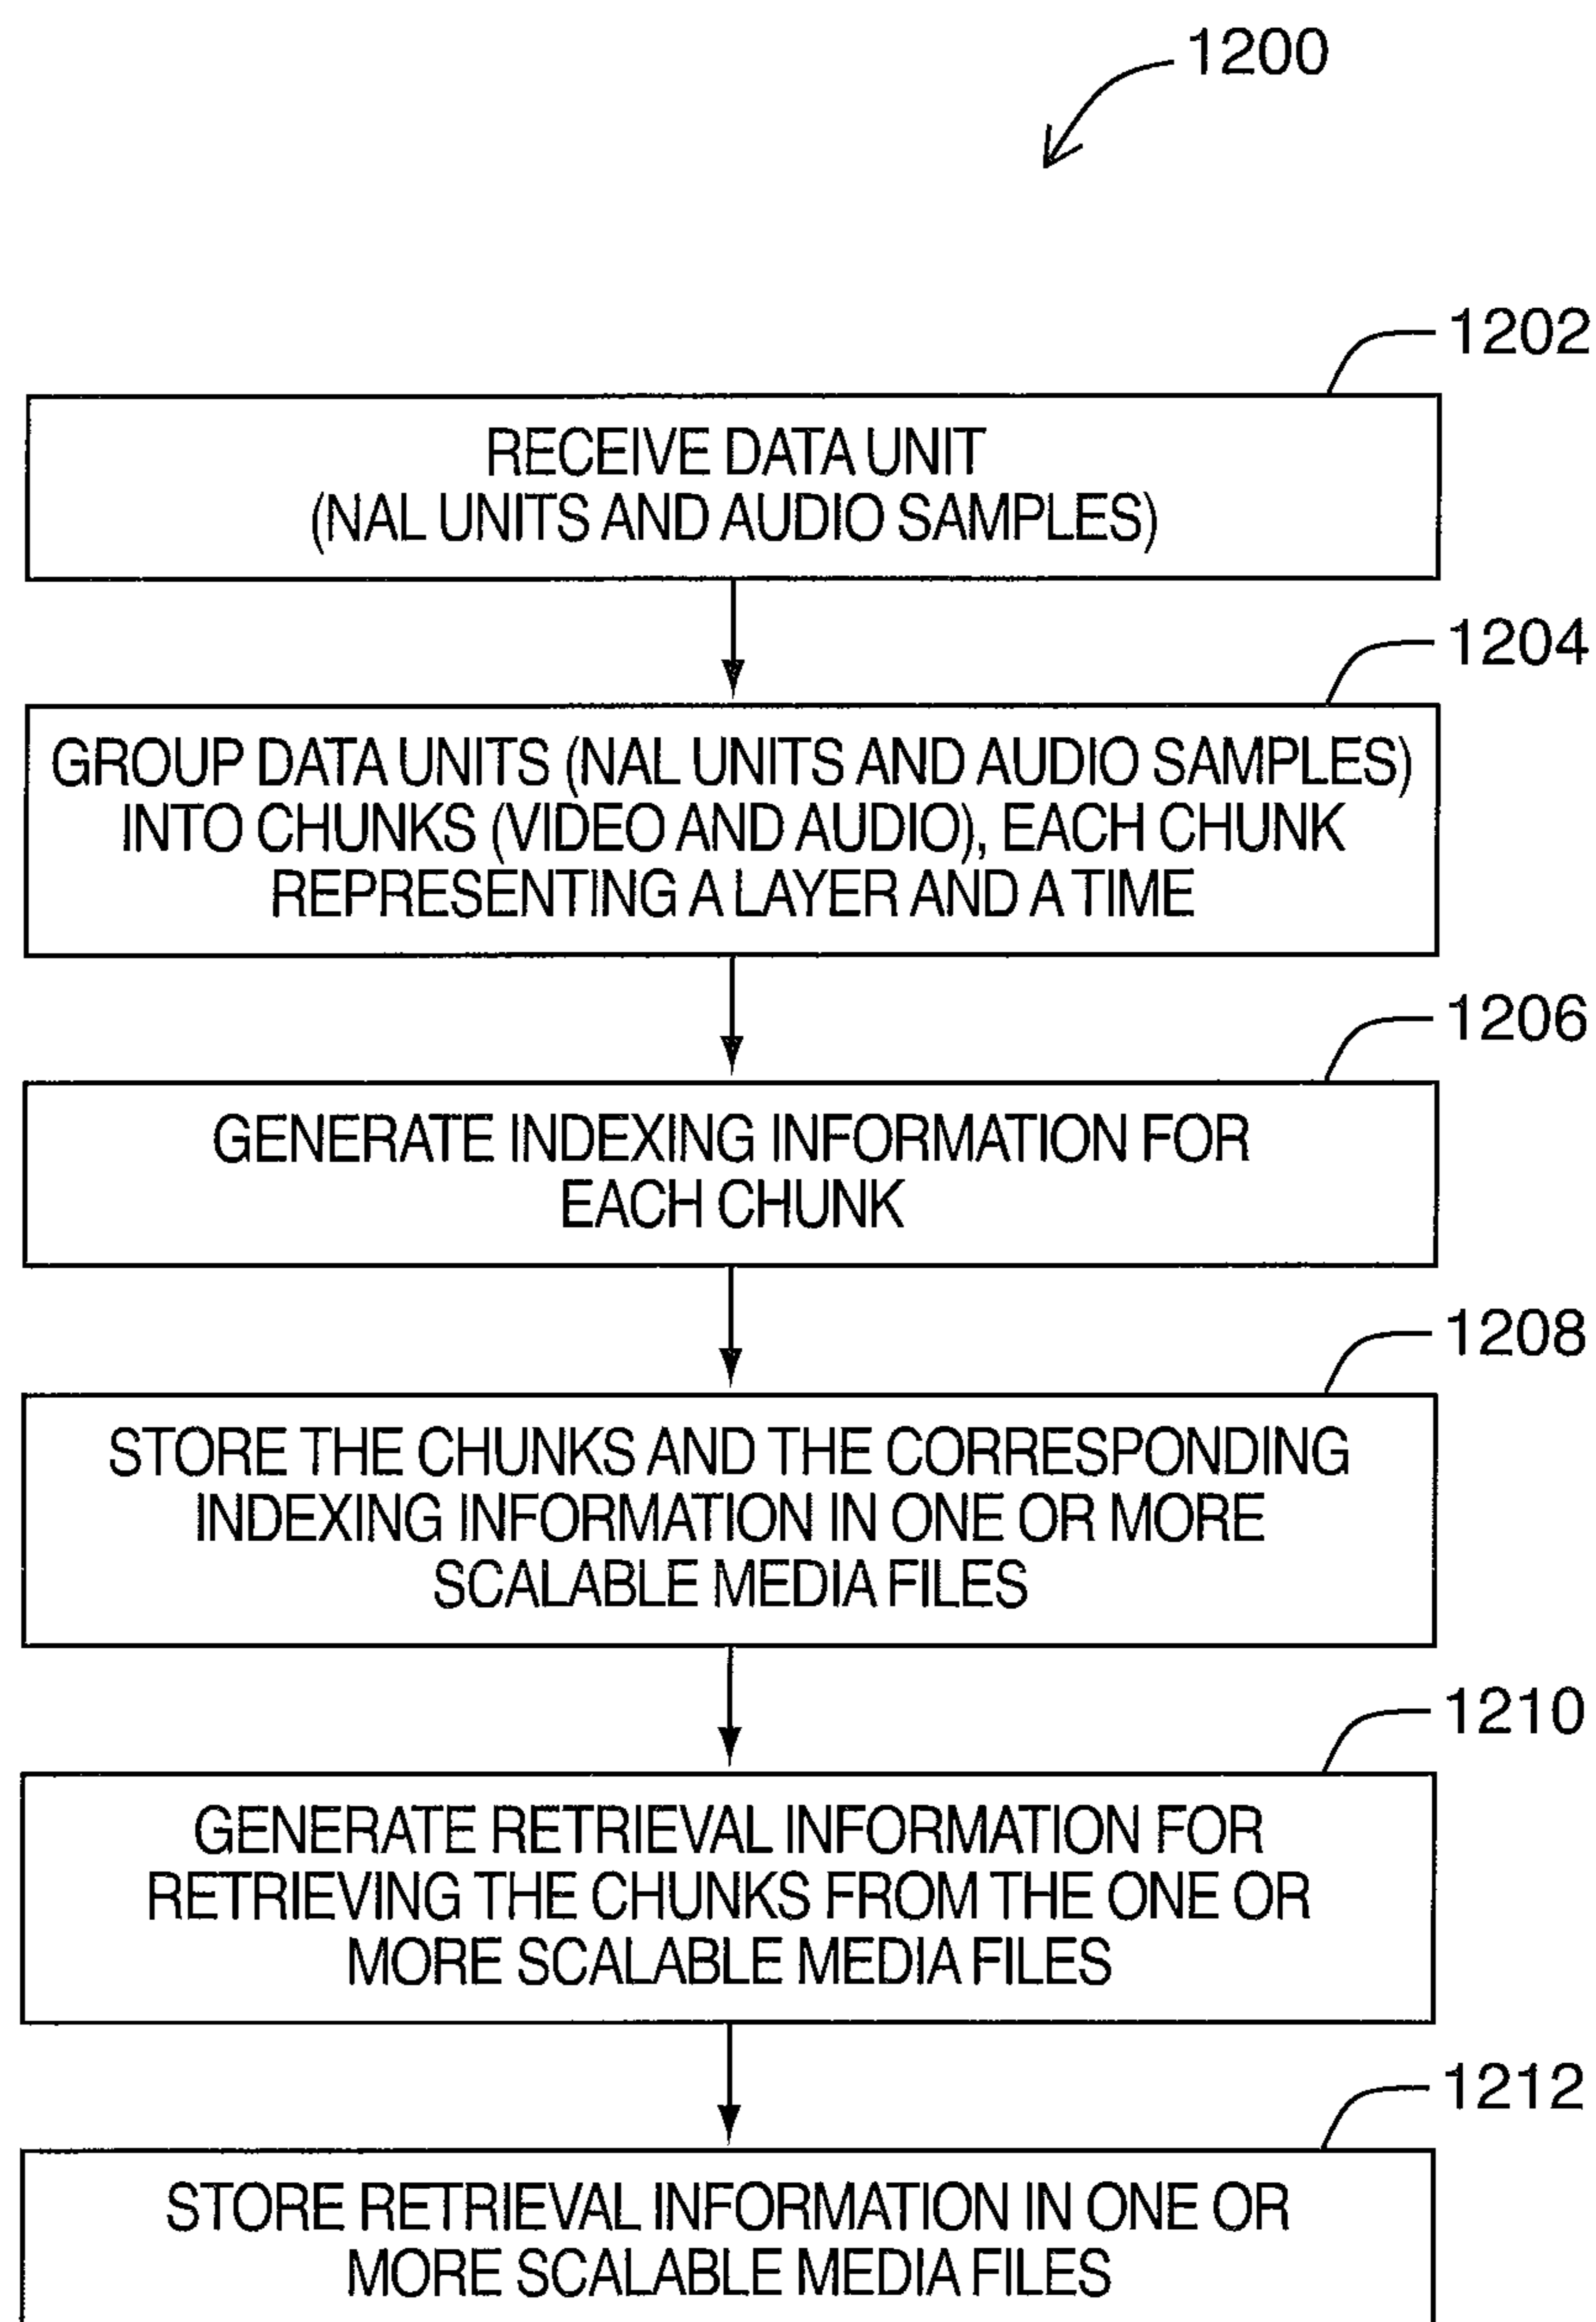 1200
1202
RECEIVE DATA UNIT
(NAL UNITS AND AUDIO SAMPLES)
1204
GROUP DATA UNITS (NAL UNITS AND AUDIO SAMPLES)
INTO CHUNKS (VIDEO AND AUDIO), EACH CHUNK
REPRESENTING A LAYER AND A TIME
1206
GENERATE INDEXING INFORMATION FOR
EACH CHUNK
1208
STORE THE CHUNKS AND THE CORRESPONDING
INDEXING INFORMATION IN ONE OR MORE
SCALABLE MEDIA FILES
1210
GENERATE RETRIEVAL INFORMATION FOR
RETRIEVING THE CHUNKS FROM THE ONE OR
MORE SCALABLE MEDIA FILES
1212
STORE RETRIEVAL INFORMATION IN ONE OR
MORE SCALABLE MEDIA FILES